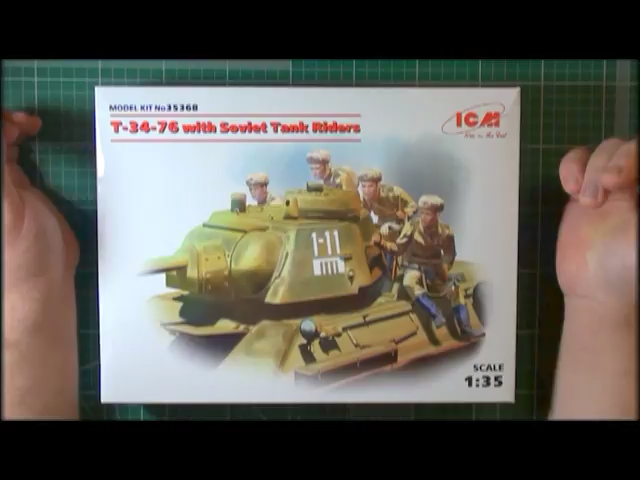 MODEL KIT No35368
T-34-76 with Soviet Tank Riders
ICM
1-11
SCALE
1:35